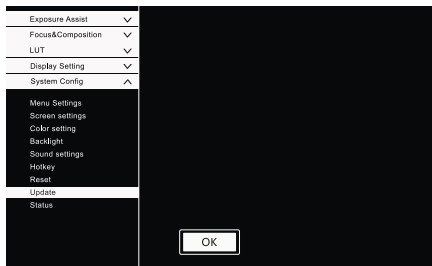 Exposure Assist
Focus&Composition
LUT
Display Setting
System Config
Menu Settings
Screen settings
Color setting
Backlight
Sound settings
Hotkey
Reset
Update
Status
OK